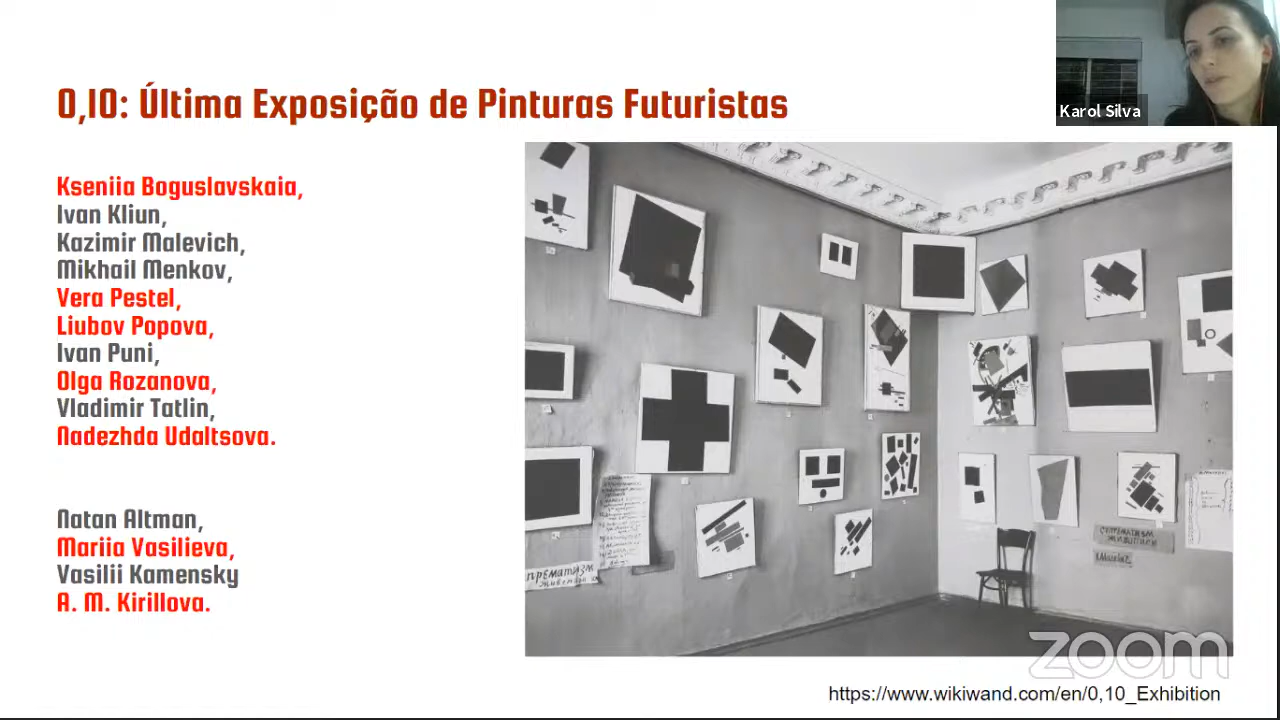 0,10: Última Exposição de Pinturas Futuristas
Karol Silva
Kseniia Boguslavskaia,
Ivan Kliun,
Kazimir Malevich,
Mikhail Menkov,
Vera Pestel,
Liubov Popova,
Ivan Puni,
Olga Rozanova,
Vladimir Tatlin,
Nadezhda Udaltsova.
Natan Altman,
Mariia Vasilieva,
Vasilii Kamensky
A. M. Kirillova.
zoom
https://www.wikiwand.com/en/0,10_Exhibition